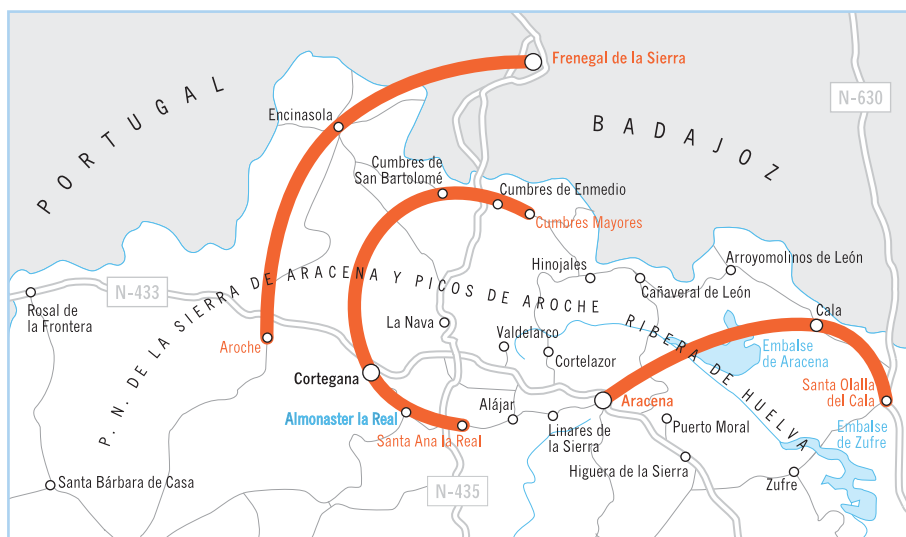 Frenegal de la Sierra
PORTUGAL
N-630
Encinasola
BADAJOZ
Cumbres de
San Bartolomé
Cumbres de Enmedio
Cumbres Mayores
Arroyomolinos de León
Hinojales
Cañaveral de León
N-433
P. N. DE LA SIERRA DE ARACENA Y PICOS DE AROCHE
Rosal de
la Frontera
Cala
La Nava
RIBERA DE HUELVA
Valdelarco
Aroche
Embalse
de Aracena
Cortelazor
Cortegana
Santa Olalla
del Cala
Aracena
Alájar
Almonaster la Real
Puerto Moral
Linares de
la Sierra
Embalse
de Zufre
Santa Ana la Real
Higuera de la Sierra
Santa Bárbara de Casa
Zufre
N-435